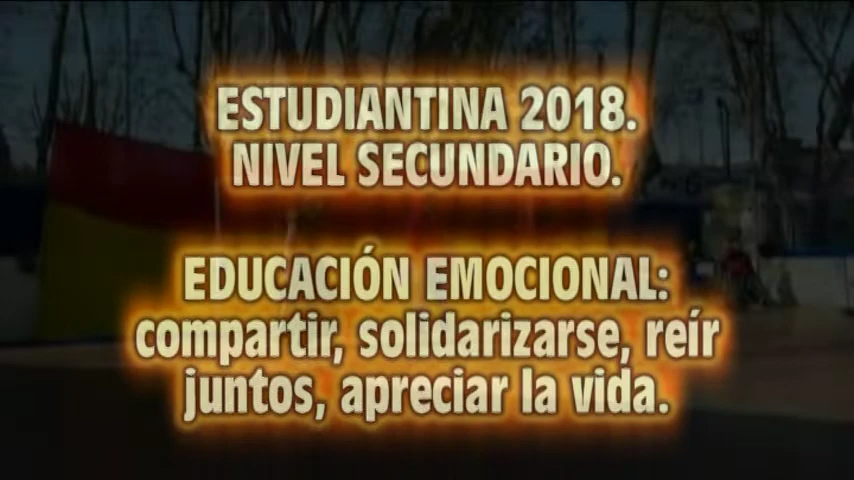 ESTUDIANTINA 2018.
NIVEL SECUNDARIO.
EDUCACIÓN EMOCIONAL:
compartir, solidarizarse, reír
juntos, apreciar la vida.